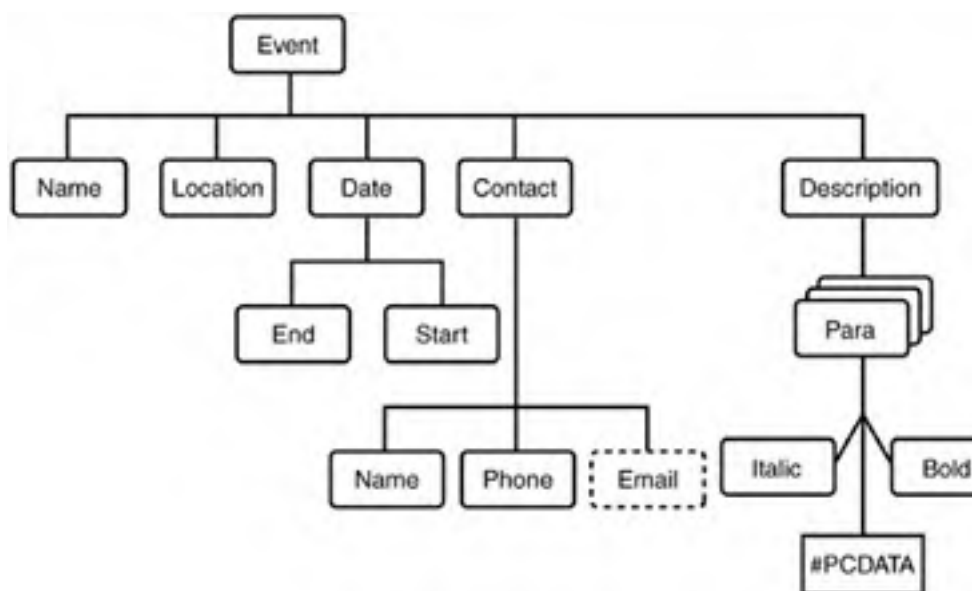 Event
Name
Location
Date
Contact
Description
End
Start
Para
Name
Phone
Email
Italic
Bold
#PCDATA